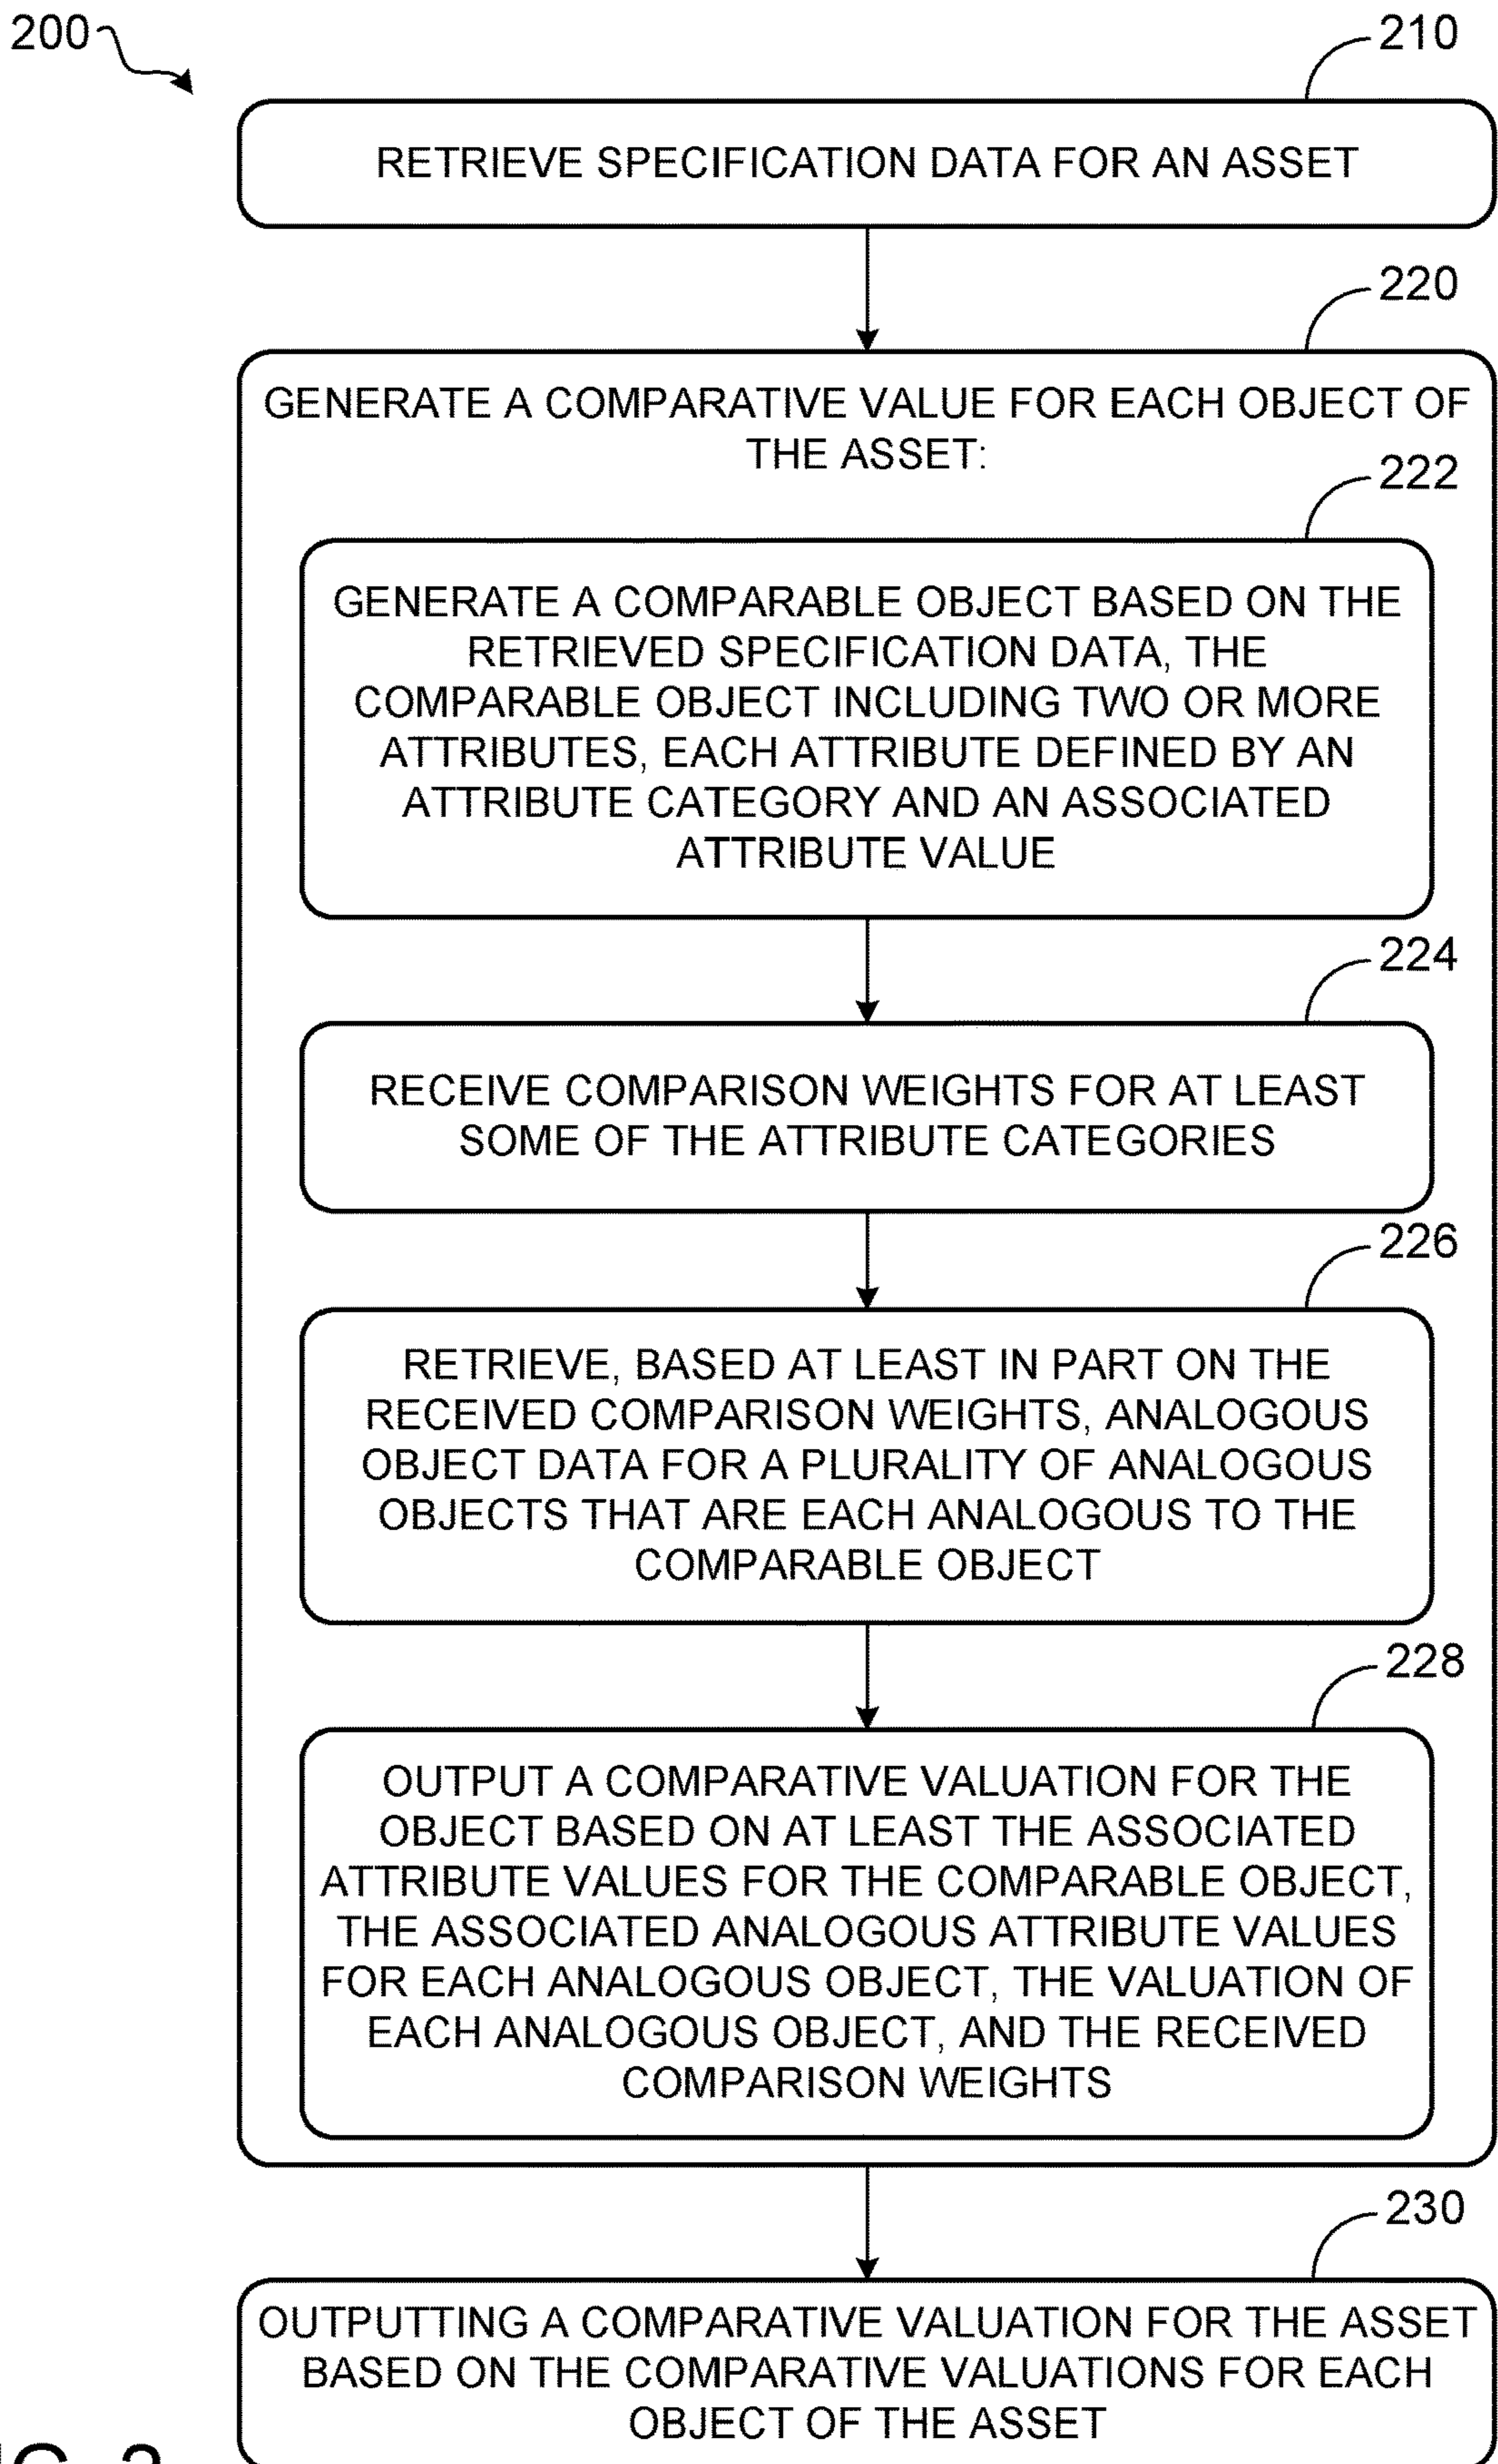 200
210
RETRIEVE SPECIFICATION DATA FOR AN ASSET
220
GENERATE A COMPARATIVE VALUE FOR EACH OBJECT OF
THE ASSET:
222
GENERATE A COMPARABLE OBJECT BASED ON THE
RETRIEVED SPECIFICATION DATA, THE
COMPARABLE OBJECT INCLUDING TWO OR MORE
ATTRIBUTES, EACH ATTRIBUTE DEFINED BY AN
ATTRIBUTE CATEGORY AND AN ASSOCIATED
ATTRIBUTE VALUE
224
RECEIVE COMPARISON WEIGHTS FOR AT LEAST
SOME OF THE ATTRIBUTE CATEGORIES
226
RETRIEVE, BASED AT LEAST IN PART ON THE
RECEIVED COMPARISON WEIGHTS, ANALOGOUS
OBJECT DATA FOR A PLURALITY OF ANALOGOUS
OBJECTS THAT ARE EACH ANALOGOUS TO THE
COMPARABLE OBJECT
228
OUTPUT A COMPARATIVE VALUATION FOR THE
OBJECT BASED ON AT LEAST THE ASSOCIATED
ATTRIBUTE VALUES FOR THE COMPARABLE OBJECT,
THE ASSOCIATED ANALOGOUS ATTRIBUTE VALUES
FOR EACH ANALOGOUS OBJECT, THE VALUATION OF
EACH ANALOGOUS OBJECT, AND THE RECEIVED
COMPARISON WEIGHTS
230
OUTPUTTING A COMPARATIVE VALUATION FOR THE ASSET
BASED ON THE COMPARATIVE VALUATIONS FOR EACH
OBJECT OF THE ASSET